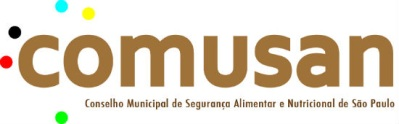 comusan
Conselho Municipal de Segurança Alimentar e Nutricional de São Paulo